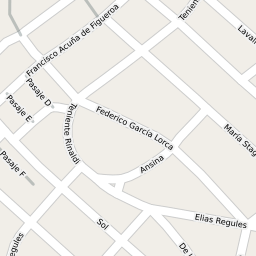 Francisco Acuña de Figueroa
Teniente
Lavalle
Pasaje D
Pasaje E
Teniente Rinaldi
Federico García Lorca
María Stag
Pasaje F
Ansina
Sol
Elías Regules
De l
egules